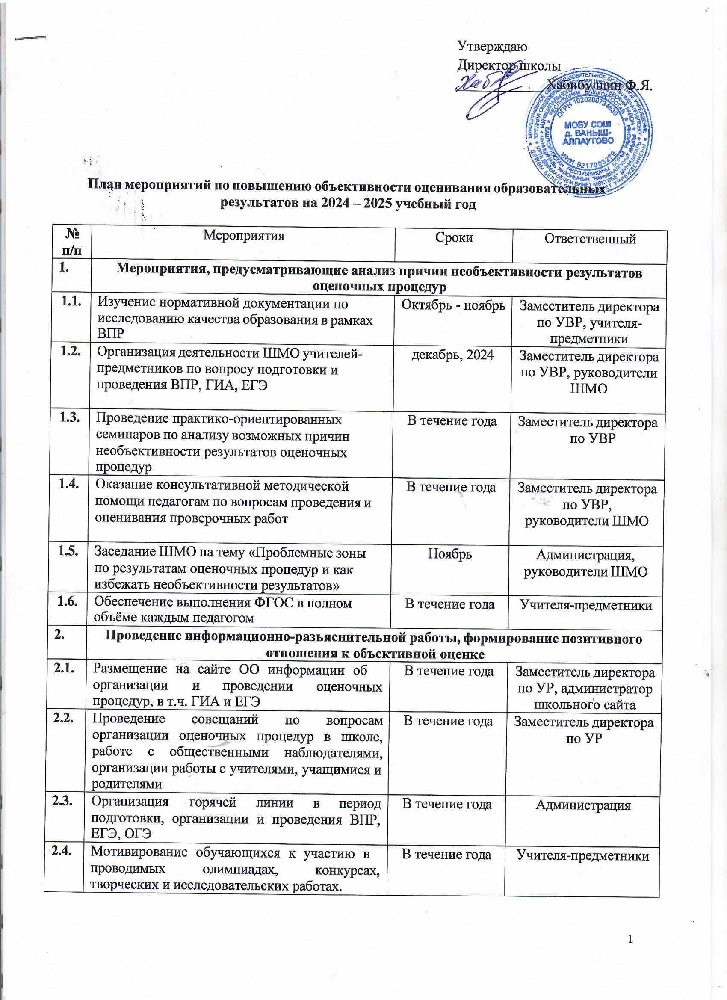 Утверждаю
Директор школы
Хабибуллин Ф.Я.
МОБУ СОШ
д. ВАНЫШ-
АЛПАУТОВО
ОГРН 1020200734839
ИНН 0217003279
План мероприятий по повышению объективности оценивания образовательных
результатов на 2024 – 2025 учебный год
№ Мероприятия Сроки Ответственный
п/п
1. Мероприятия, предусматривающие анализ причин необъективности результатов
оценочных процедур
1.1. Изучение нормативной документации по Октябрь - ноябрь Заместитель директора
исследованию качества образования в рамках по УВР, учителя-
ВПР предметники
1.2. Организация деятельности ШМО учителей- декабрь, 2024 Заместитель директора
предметников по вопросу подготовки и по УВР, руководители
проведения ВПР, ГИА, ЕГЭ ШМО
1.3. Проведение практико-ориентированных В течение года Заместитель директора
семинаров по анализу возможных причин по УВР
необъективности результатов оценочных
процедур
1.4. Оказание консультативной методической В течение года Заместитель директора
помощи педагогам по вопросам проведения и по УВР,
оценивания проверочных работ руководители ШМО
1.5. Заседание ШМО на тему «Проблемные зоны Ноябрь Администрация,
по результатам оценочных процедур и как руководители ШМО
избежать необъективности результатов»
1.6. Обеспечение выполнения ФГОС в полном В течение года Учителя-предметники
объёме каждым педагогом
2. Проведение информационно-разъяснительной работы, формирование позитивного
отношения к объективной оценке
2.1. Размещение на сайте ОО информации об В течение года Заместитель директора
организации и проведении оценочных по УР, администратор
процедур, в т.ч. ГИА и ЕГЭ школьного сайта
2.2. Проведение совещаний по вопросам В течение года Заместитель директора
организации оценочных процедур в школе, по УР
работе с общественными наблюдателями,
организации работы с учителями, учащимися и
родителями
2.3. Организация горячей линии в период В течение года Администрация
подготовки, организации и проведения ВПР,
ЕГЭ, ОГЭ
2.4. Мотивирование обучающихся к участию в В течение года Учителя-предметники
проводимых олимпиадах, конкурсах,
творческих и исследовательских работах.
1